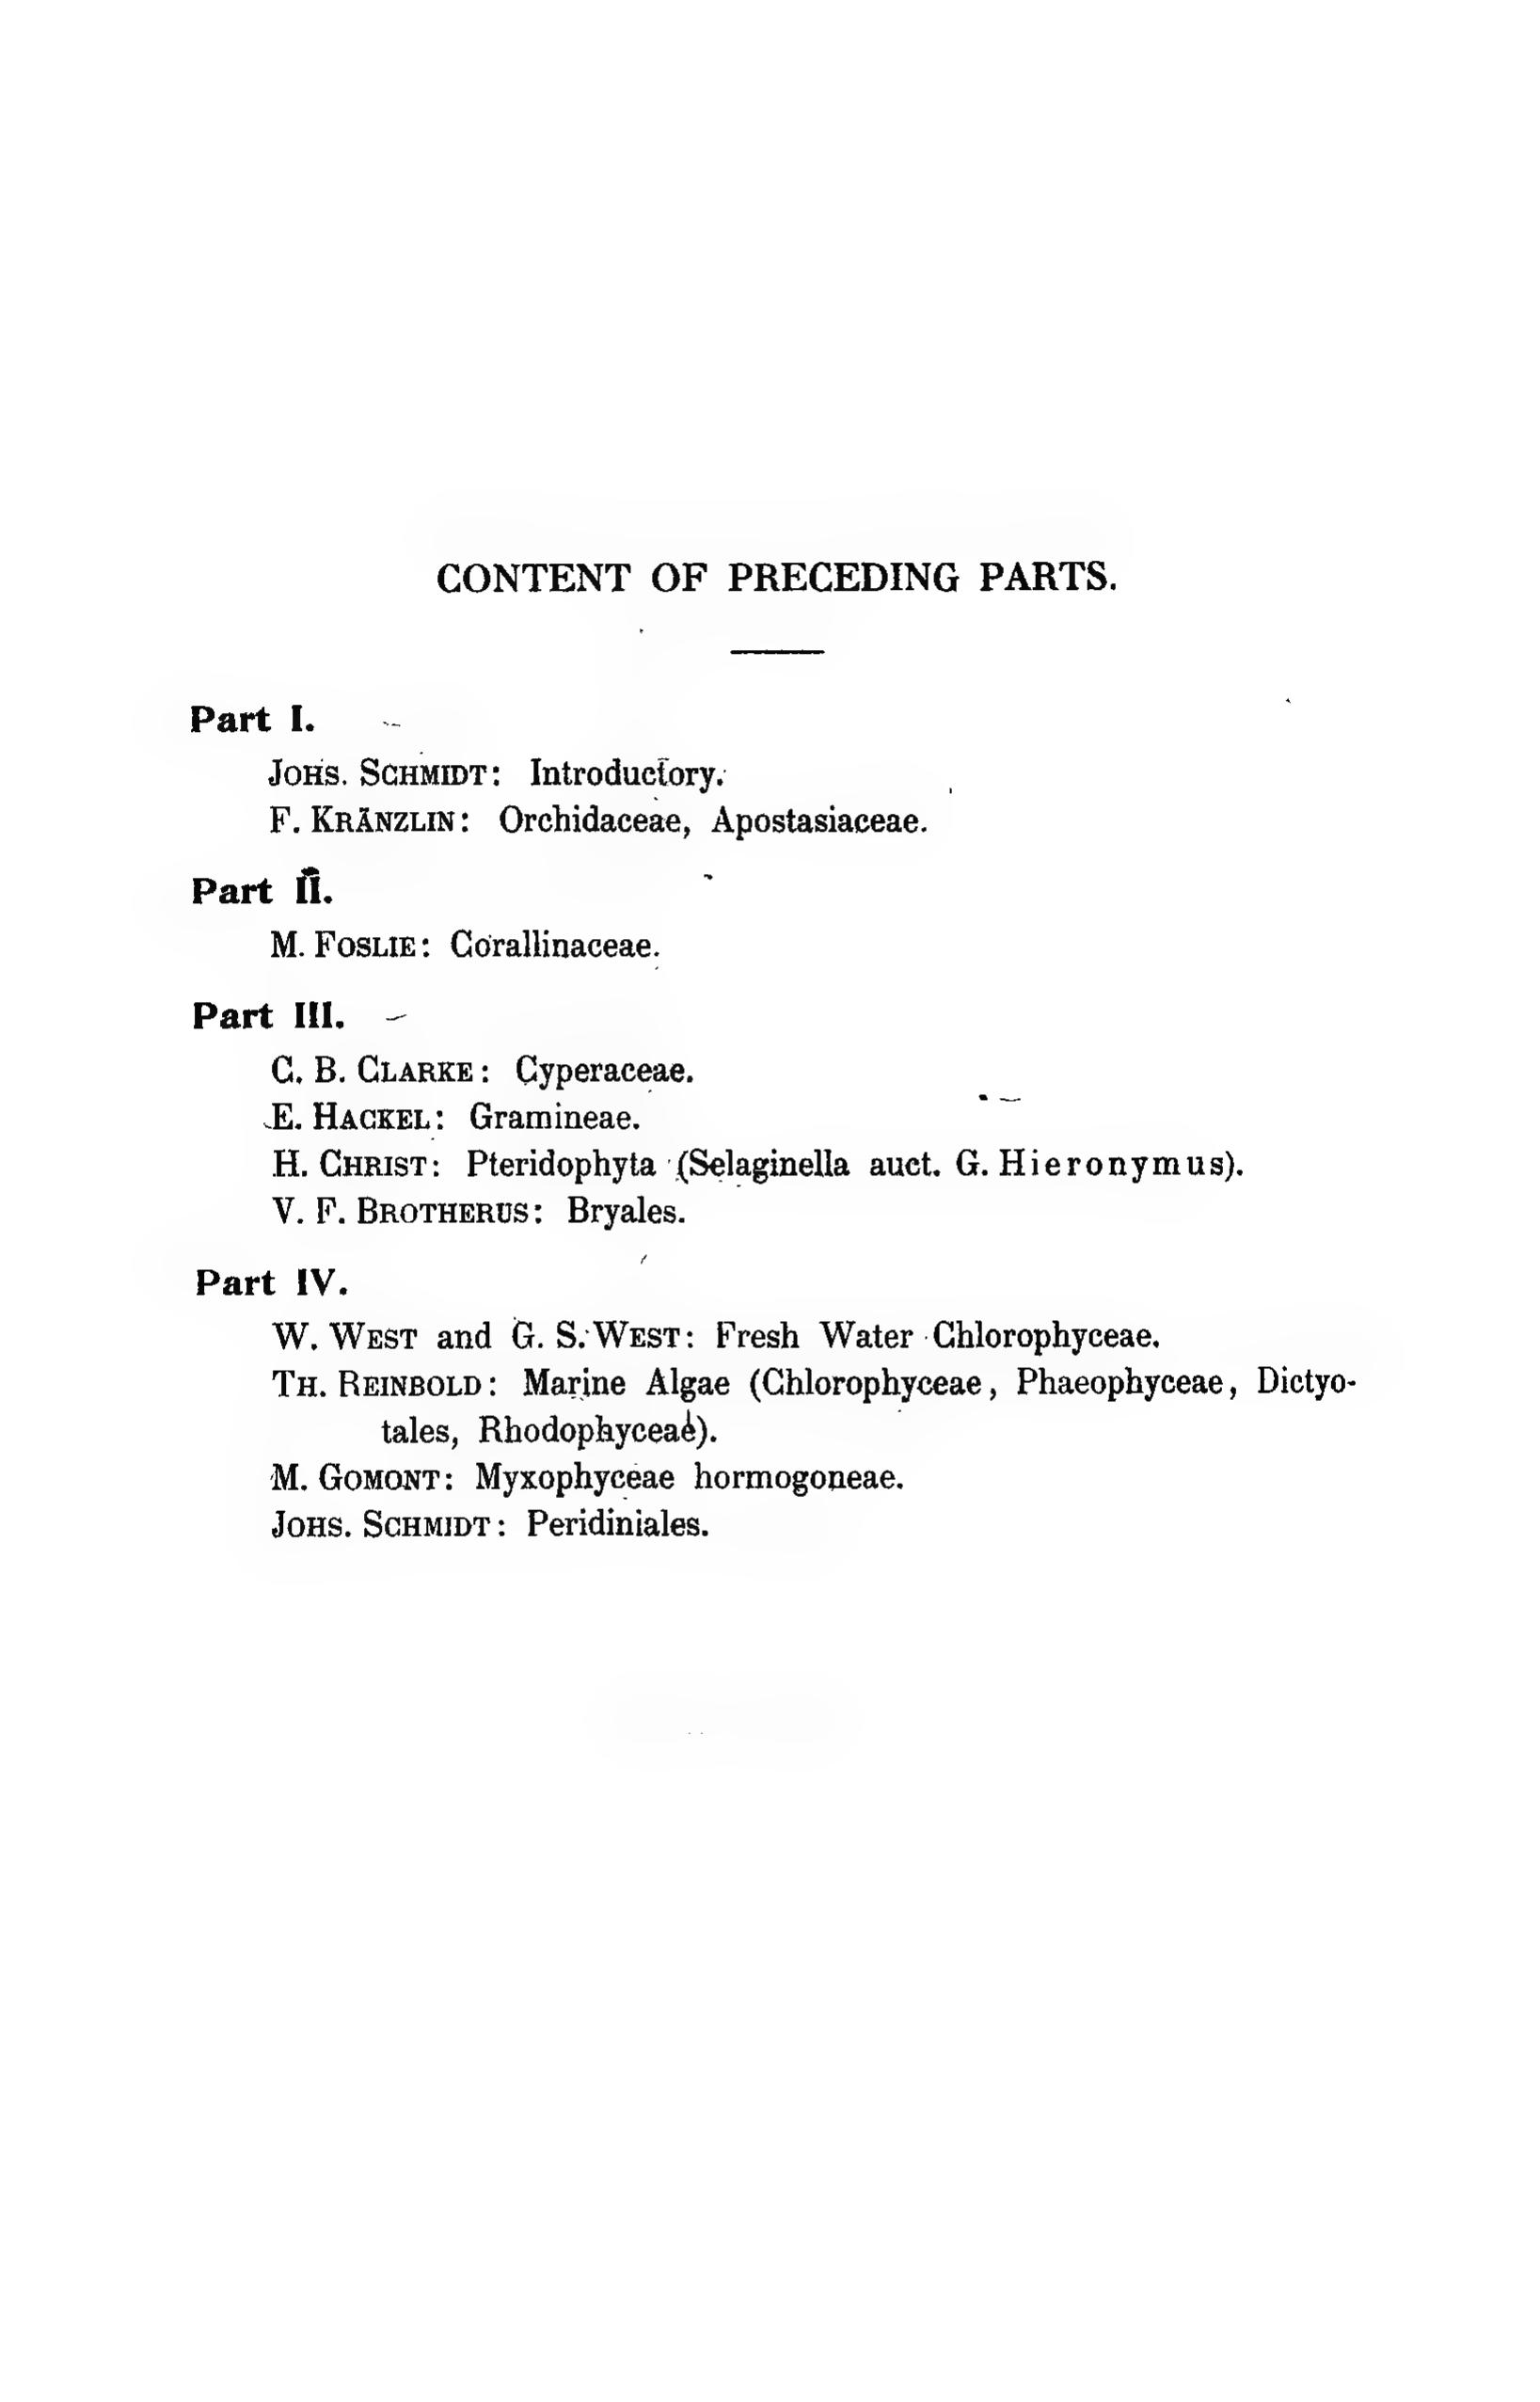 CONTENT OF PRECEDING PARTS.
Part I.
JOHS. SCHMIDT: Introductory.
F. KRÄNZLIN: Orchidaceae, Apostasiaceae.
Part II.
M. FOSLIE: Corallinaceae.
Part III.
C. B. CLARKE: Cyperaceae.
E. HACKEL: Gramineae.
H. CHRIST: Pteridophyta (Selaginella auct. G. Hieronymus).
V. F. BROTHERUS: Bryales.
Part IV.
W. WEST and G. S. WEST: Fresh Water Chlorophyceae.
TH. REINBOLD: Marine Algae (Chlorophyceae, Phaeophyceae, Dictyo-
tales, Rhodophyceae).
M. GOMONT: Myxophyceae hormogoneae.
JOHS. SCHMIDT: Peridiniales.